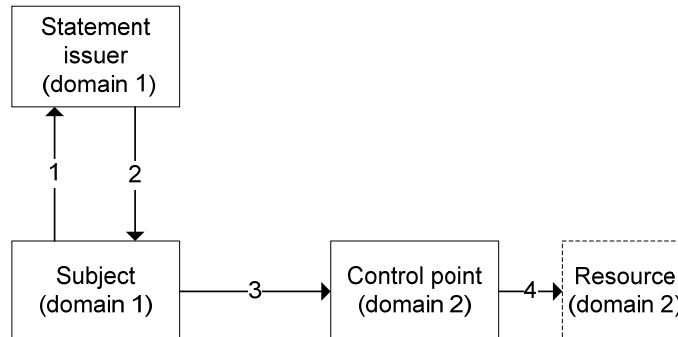 Statement
issuer
(domain 1)
1
2
Subject
(domain 1)
3
Control point
(domain 2)
4
Resource
(domain 2)